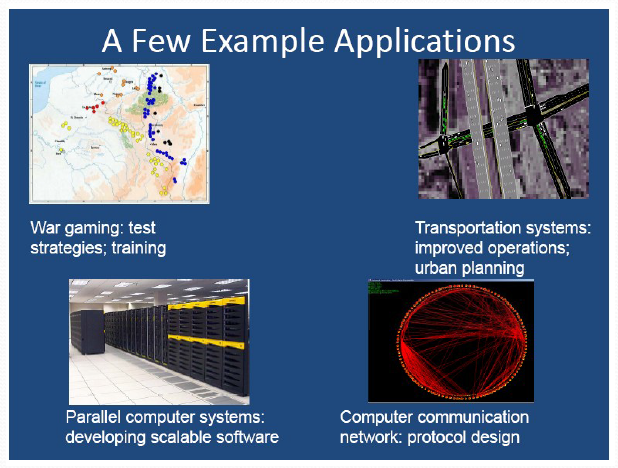 A Few Example Applications
War gaming: test
strategies; training
Transportation systems:
improved operations;
urban planning
Parallel computer systems:
developing scalable software
Computer communication
network: protocol design